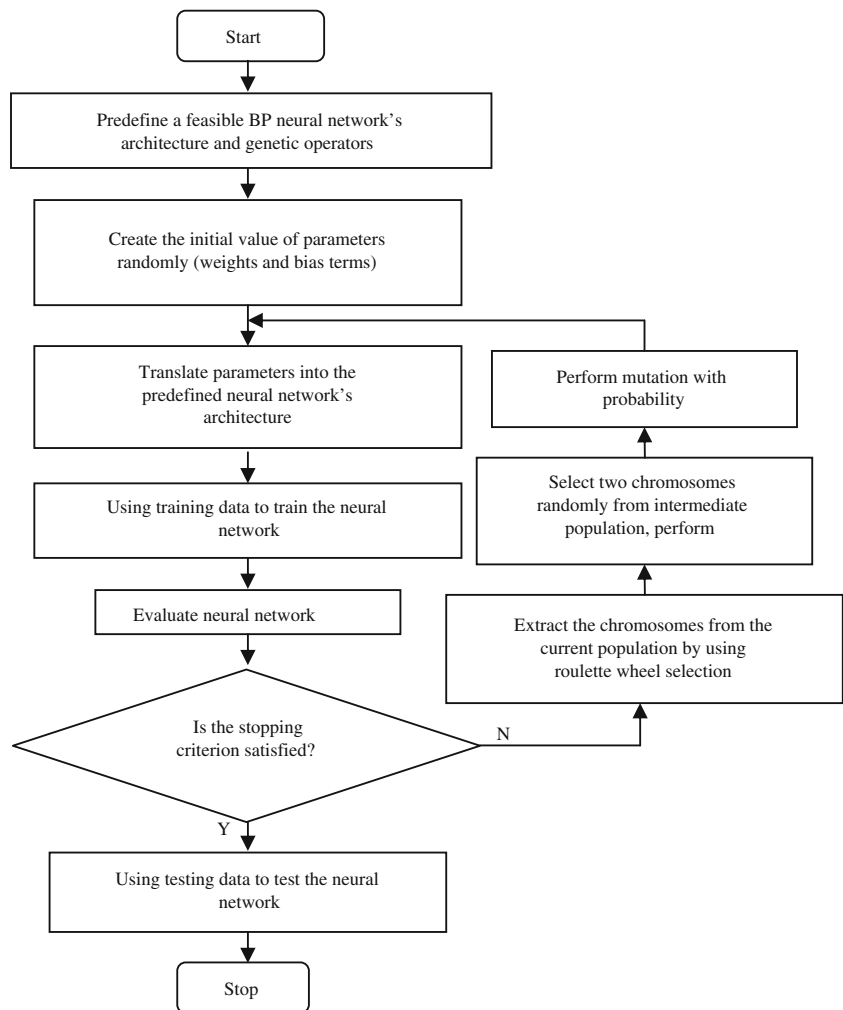 Start
Predefine a feasible BP neural network’s
architecture and genetic operators
Create the initial value of parameters
randomly (weights and bias terms)
Translate parameters into the
predefined neural network’s
architecture
Using training data to train the neural
network
Evaluate neural network
Is the stopping
criterion satisfied?
N
Y
Extract the chromosomes from the
current population by using
roulette wheel selection
Select two chromosomes
randomly from intermediate
population, perform
Perform mutation with
probability
Using testing data to test the neural
network
Stop